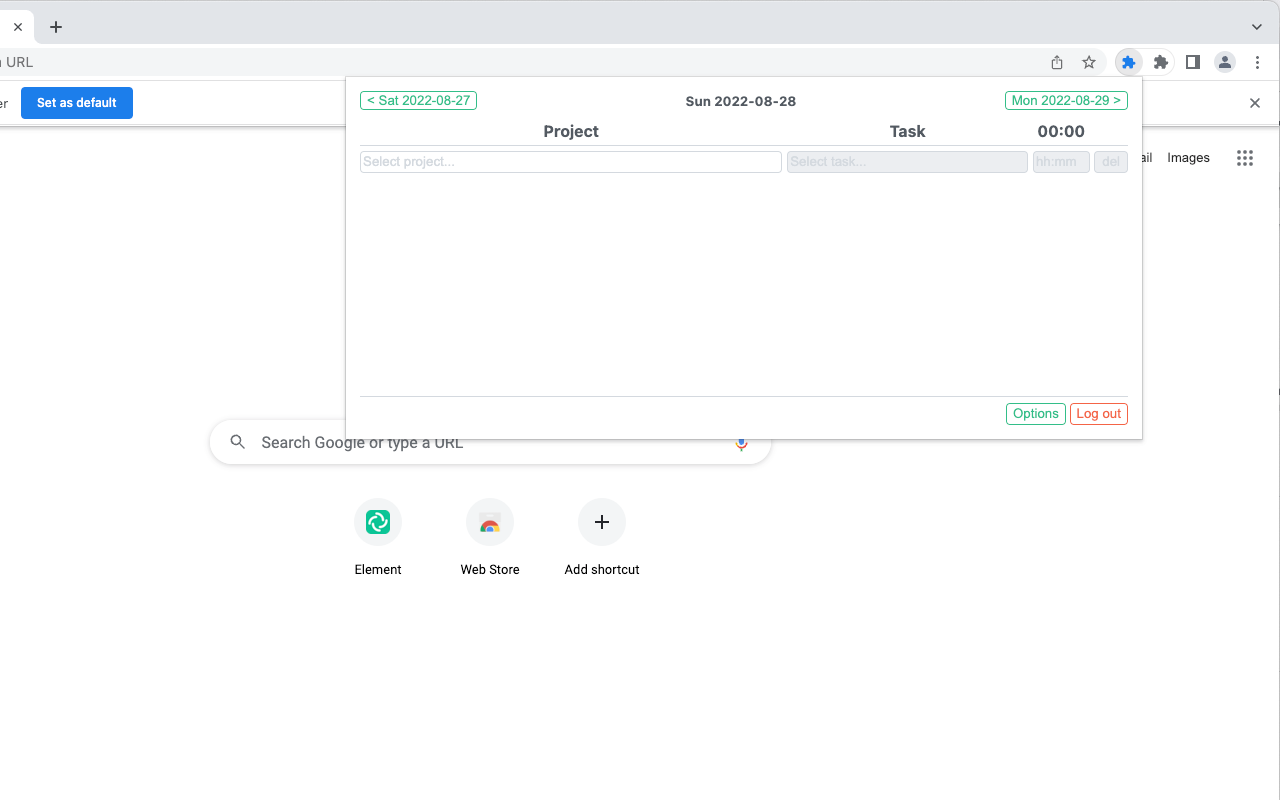 URL
er
Set as default
< Sat 2022-08-27
Sun 2022-08-28
Mon 2022-08-29 >
Project
Task
00:00
Select project...
Select task...
hh:mm
del
ail
Images
Options
Log out
Search Google or type a URL
Element
Web Store
Add shortcut